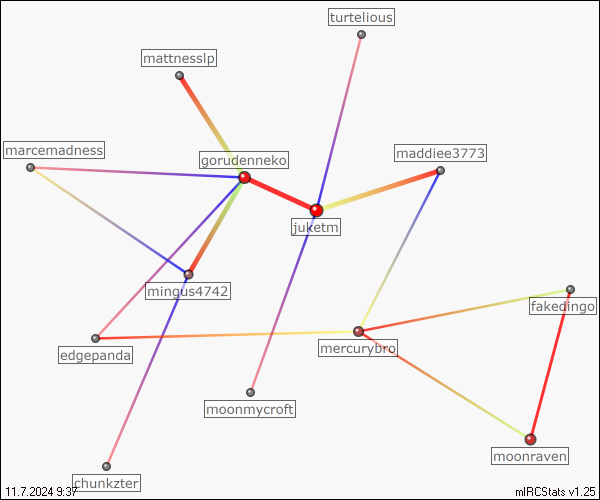 turtelious
mattnesslp
marcemadness
gorudenneko
maddiee3773
juketm
mingus4742
fakedingo
edgepanda
mercurybro
moonmycroft
moonraven
chunkzter
11.7.2024 9:37
mIRCStats v1.25